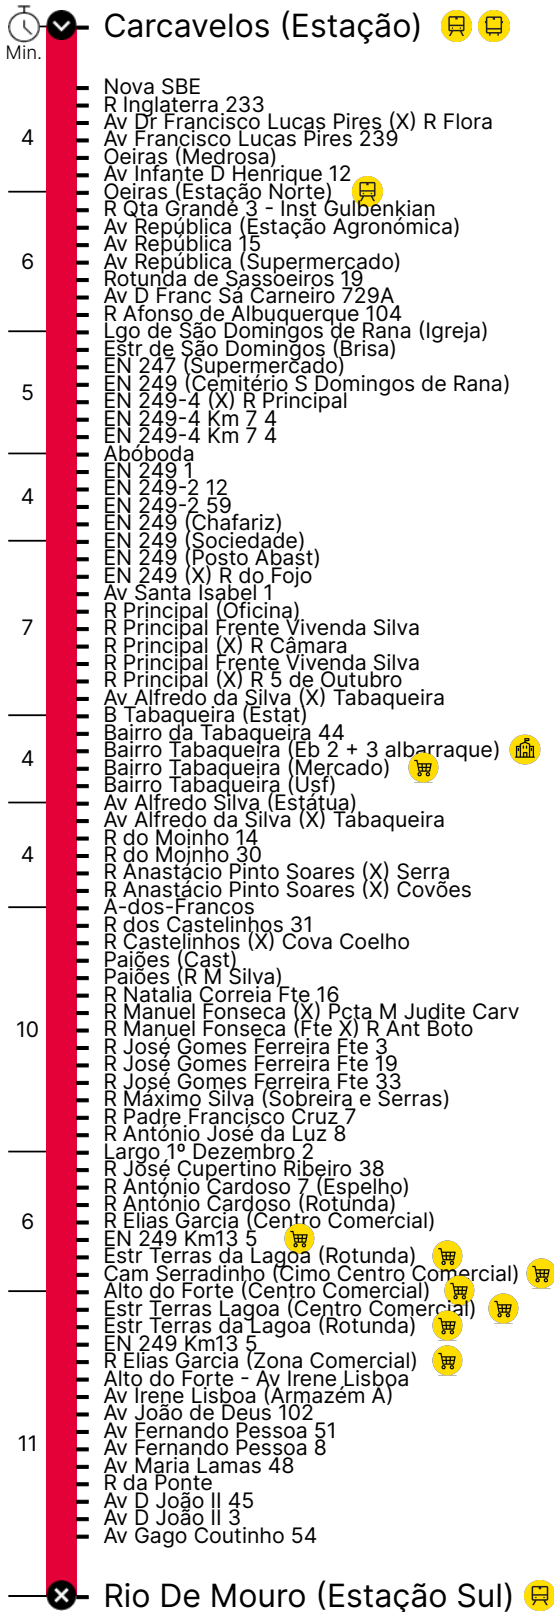 Carcavelos (Estação)
Min.
Nova SBE
R Inglaterra 233
Av Dr Francisco Lucas Pires (X) R Flora
4
Av Francisco Lucas Pires 239
Oeiras (Medrosa)
Av Infante D Henrique 12
Oeiras (Estação Norte)
R Qta Grande 3 - Inst Gulbenkian
Av República (Estação Agronómica)
Av República 15
6
Av República (Supermercado)
Rotunda de Sassoeiros 19
Av D Franc Sá Carneiro 729A
R Afonso de Albuquerque 104
Lgo de São Domingos de Rana (Igreja)
Estr de São Domingos (Brisa)
EN 247 (Supermercado)
EN 249 (Cemitério S Domingos de Rana)
5
EN 249-4 (X) R Principal
EN 249-4 Km 7 4
EN 249-4 Km 7 4
Abóboda
EN 249 1
EN 249-2 12
4
EN 249-2 59
EN 249 (Chafariz)
EN 249 (Sociedade)
EN 249 (Posto Abast)
EN 249 (X) R do Fojo
Av Santa Isabel 1
R Principal (Oficina)
7
R Principal Frente Vivenda Silva
R Principal (X) R Câmara
R Principal Frente Vivenda Silva
R Principal (X) R 5 de Outubro
Av Alfredo da Silva (X) Tabaqueira
B Tabaqueira (Estat)
Bairro da Tabaqueira 44
Bairro Tabaqueira (Eb 2 + 3 albarraque)
4
Bairro Tabaqueira (Mercado)
Bairro Tabaqueira (Usf)
Av Alfredo Silva (Estátua)
Av Alfredo da Silva (X) Tabaqueira
R do Moinho 14
4
R do Moinho 30
R Anastácio Pinto Soares (X) Serra
R Anastácio Pinto Soares (X) Covões
A-dos-Francos
R dos Castelinhos 31
R Castelinhos (X) Cova Coelho
Paiões (Cast)
Paiões (R M Silva)
R Natalia Correia Fte 16
R Manuel Fonseca (X) Pcta M Judite Carv
10
R Manuel Fonseca (Fte X) R Ant Boto
R José Gomes Ferreira Fte 3
R José Gomes Ferreira Fte 19
R José Gomes Ferreira Fte 33
R Máximo Silva (Sobreira e Serras)
R Padre Francisco Cruz 7
R António José da Luz 8
Largo 1º Dezembro 2
R José Cupertino Ribeiro 38
R António Cardoso 7 (Espelho)
R António Cardoso (Rotunda)
6
R Elias Garcia (Centro Comercial)
EN 249 Km13 5
Estr Terras da Lagoa (Rotunda)
Cam Serradinho (Cimo Centro Comercial)
Alto do Forte (Centro Comercial)
Estr Terras Lagoa (Centro Comercial)
Estr Terras da Lagoa (Rotunda)
EN 249 Km13 5
R Elias Garcia (Zona Comercial)
Alto do Forte - Av Irene Lisboa
Av Irene Lisboa (Armazém A)
Av João de Deus 102
Av Fernando Pessoa 51
11
Av Fernando Pessoa 8
Av Maria Lamas 48
R da Ponte
Av D João II 45
Av D João II 3
Av Gago Coutinho 54
Rio De Mouro (Estação Sul)